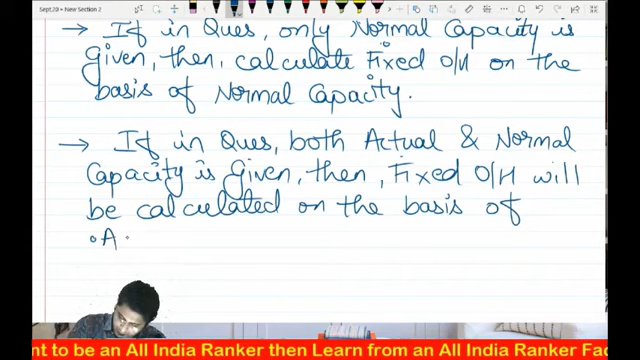 Sept.20 > New Section 2
→ If in Ques, only Normal Capacity is
given, then, calculate Fixed O/H on the
basis of Normal Capacity.
→ If in Ques, both Actual & Normal
Capacity is Given, then, Fixed O/H will
be calculated on the basis of
A
nt to be an All India Ranker then Learn from an All India Ranker Fac